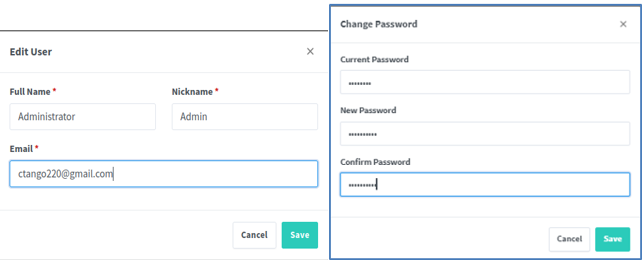 Edit User ×
Full Name * Nickname *
Administrator Admin
Email *
ctango220@gmail.com
Cancel Save
Change Password ×
Current Password
••••••••
New Password
••••••••••
Confirm Password
••••••••••
Cancel Save